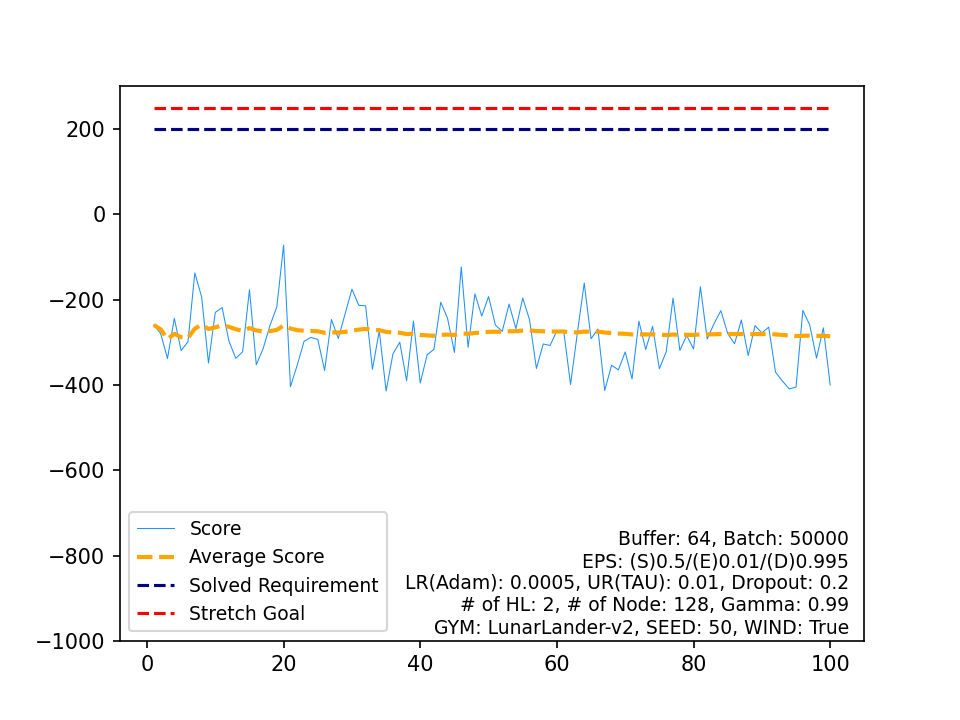 200
0
−200
−400
−600
−800
−1000
0 20 40 60 80 100
Score
Average Score
Solved Requirement
Stretch Goal
Buffer: 64, Batch: 50000
EPS: (S)0.5/(E)0.01/(D)0.995
LR(Adam): 0.0005, UR(TAU): 0.01, Dropout: 0.2
# of HL: 2, # of Node: 128, Gamma: 0.99
GYM: LunarLander-v2, SEED: 50, WIND: True